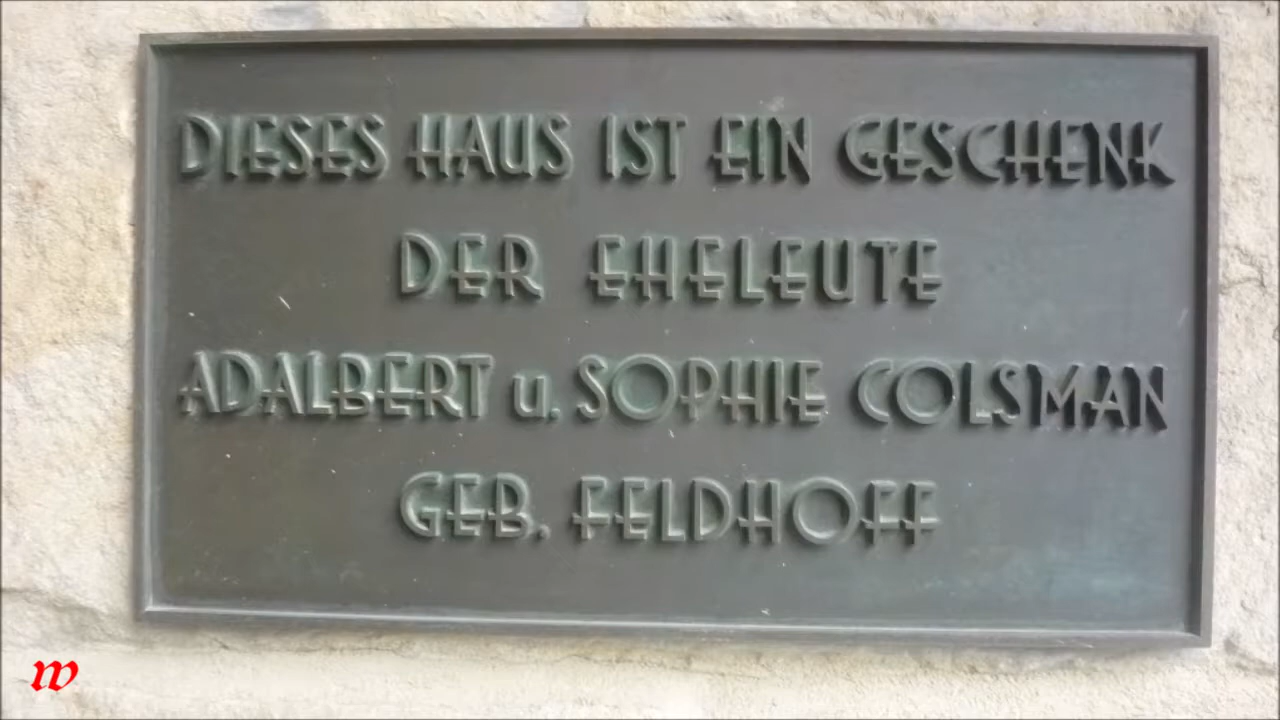 DIESES HAUS IST EIN GESCHENK
DER EHELEUTE
ADALBERT u. SOPHIE COLSMAN
GEB. FELDHOFF
w